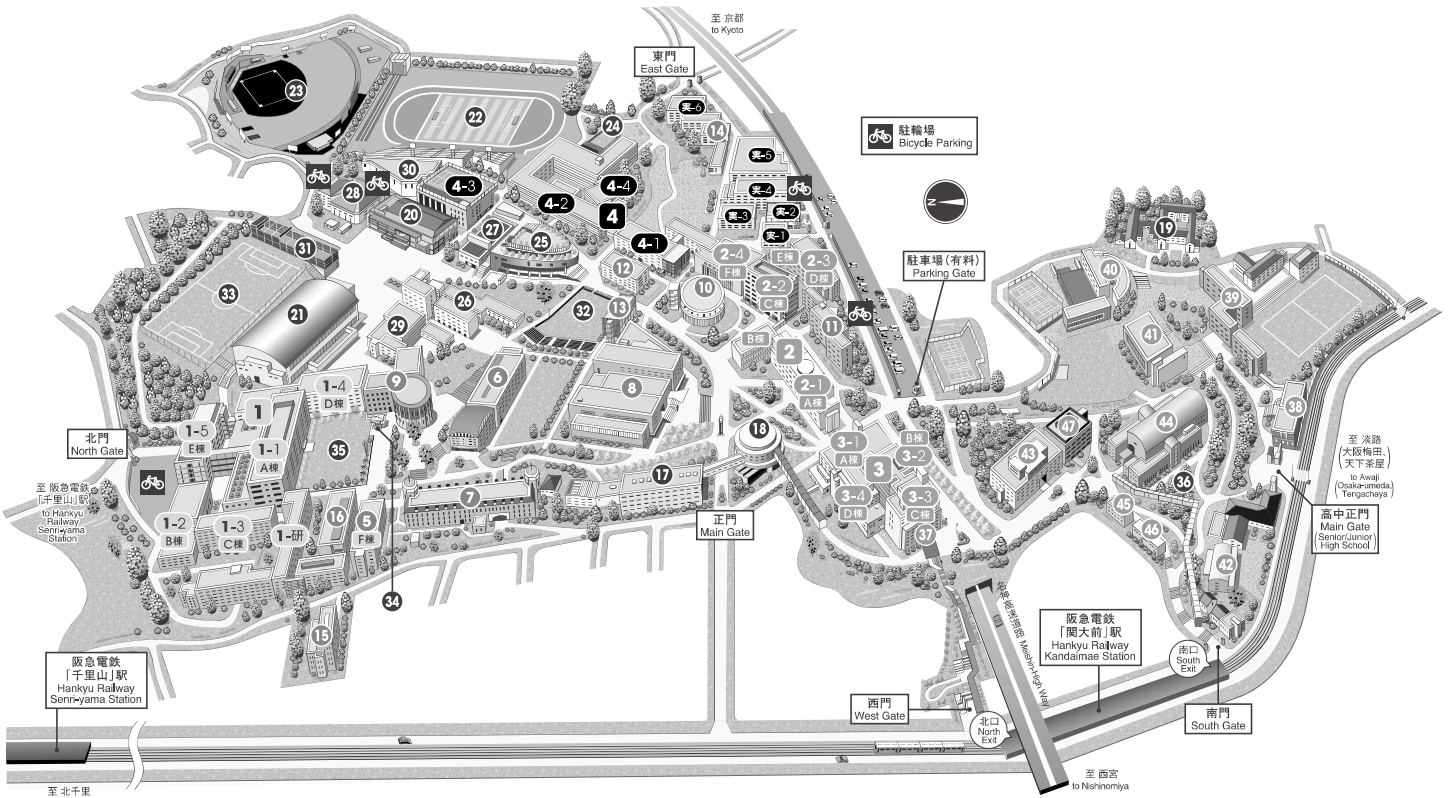 至 京都
to Kyoto
東門
East Gate
23
22
24
実-6
14
駐輪場
Bicycle Parking
実-5
30
4-3
4-4
28
実-4
20
4-2
4
実-3
実-2
19
N
27
25
4-1
実-1
31
E棟
2-4
2-3
F棟
D棟
12
2-2
C棟
駐車場(有料)
Parking Gate
40
33
10
39
21
26
32
13
29
11
B棟
2
41
6
8
1-4
D棟
9
2-1
A棟
38
1
北門
North Gate
1-5
E棟
18
3-1
A棟
B棟
3-2
47
44
43
1-1
A棟
35
17
3
至 淡路
(大阪梅田、
天下茶屋)
to Awaji
(Osaka-umeda,
Tengachaya)
至 阪急電鉄
「千里山」駅
to Hankyu
Railway
Senri-yama
Station
7
36
3-4
D棟
3-3
C棟
45
1-2
B棟
1-3
C棟
1-研
16
5
F棟
正門
Main Gate
37
46
高中正門
Main Gate
(Senior/Junior
High School)
42
34
15
名神高速道路 Meishin-High Way
阪急電鉄
「関大前」駅
Hankyu Railway
Kandaimae Station
南口
South
Exit
阪急電鉄
「千里山」駅
Hankyu Railway
Senri-yama Station
西門
West Gate
北口
North
Exit
南門
South Gate
至 北千里
至 西宮
to Nishinomiya